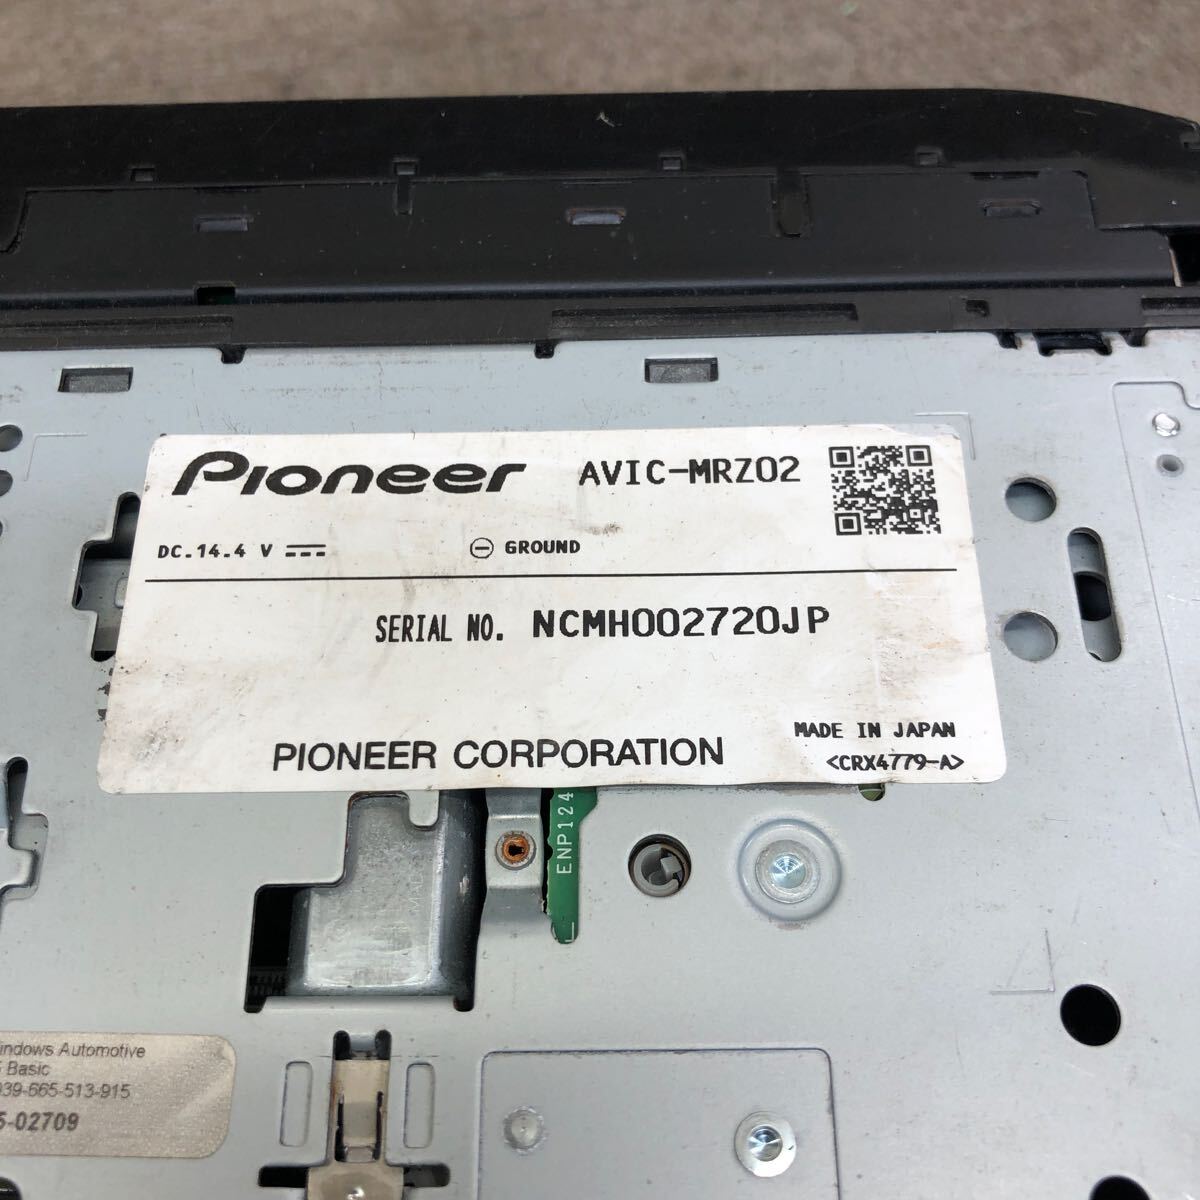 Pioneer AVIC-MRZ02
DC.14.4 V
GROUND
SERIAL NO. NCMH002720JP
MADE IN JAPAN
PIONEER CORPORATION
<CRX4779-A>
ENP124
indows Automotive
Basic
039-665-513-915
5-02709